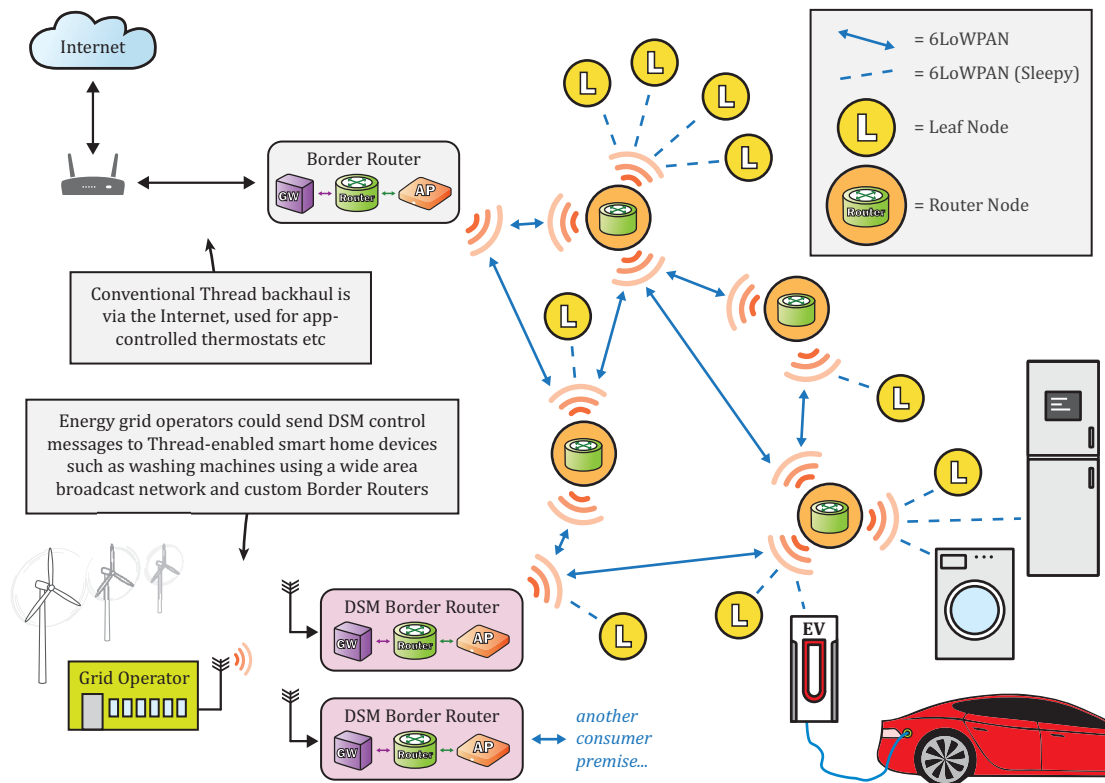 Internet
Border Router
GW
Router
AP
Conventional Thread backhaul is
via the Internet, used for app-
controlled thermostats etc
Energy grid operators could send DSM control
messages to Thread-enabled smart home devices
such as washing machines using a wide area
broadcast network and custom Border Routers
L
L
L
L
L
L
L
L
L
= 6LoWPAN
= 6LoWPAN (Sleepy)
L
= Leaf Node
Router
= Router Node
Grid Operator
DSM Border Router
GW
Router
AP
DSM Border Router
GW
Router
AP
another
consumer
premise...
EV